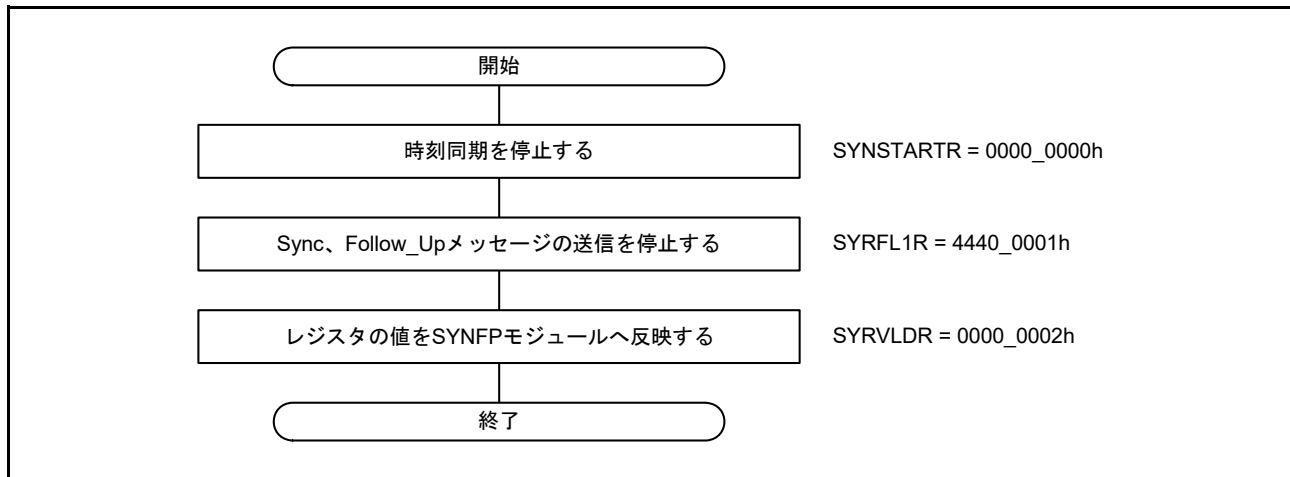 開始
時刻同期を停止する
SYNSTARTR = 0000_0000h
Sync、Follow_Upメッセージの送信を停止する
SYRFL1R = 4440_0001h
レジスタの値をSYNFPモジュールへ反映する
SYRVLDR = 0000_0002h
終了